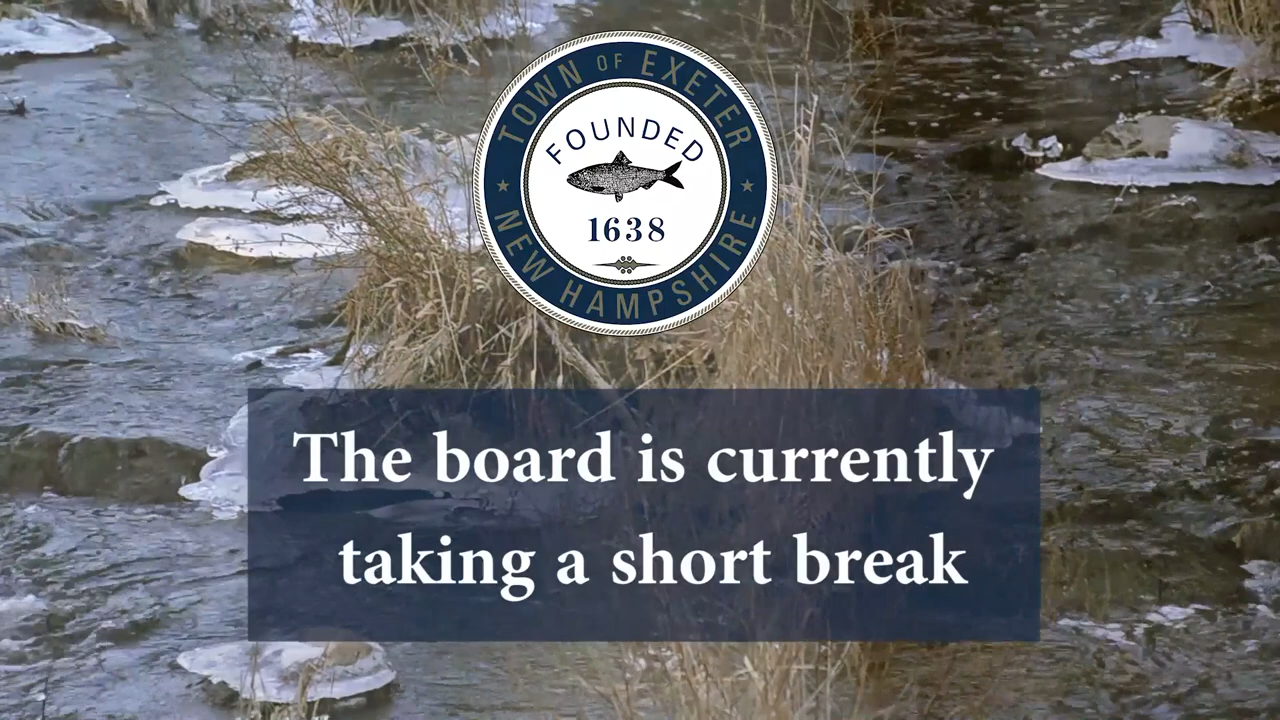 TOWN OF EXETER
FOUNDED
1638
NEW HAMPSHIRE
The board is currently
taking a short break